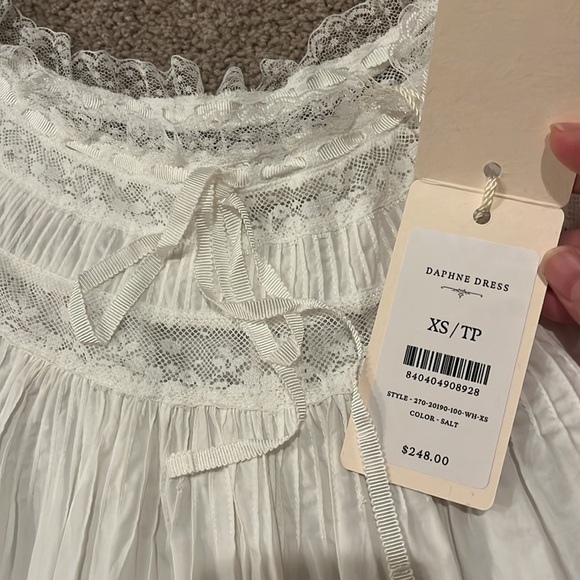 DAPHNE DRESS
XS/TP
840404908928
STYLE - 270-20190-100-WH-XS
COLOR - SALT
$248.00